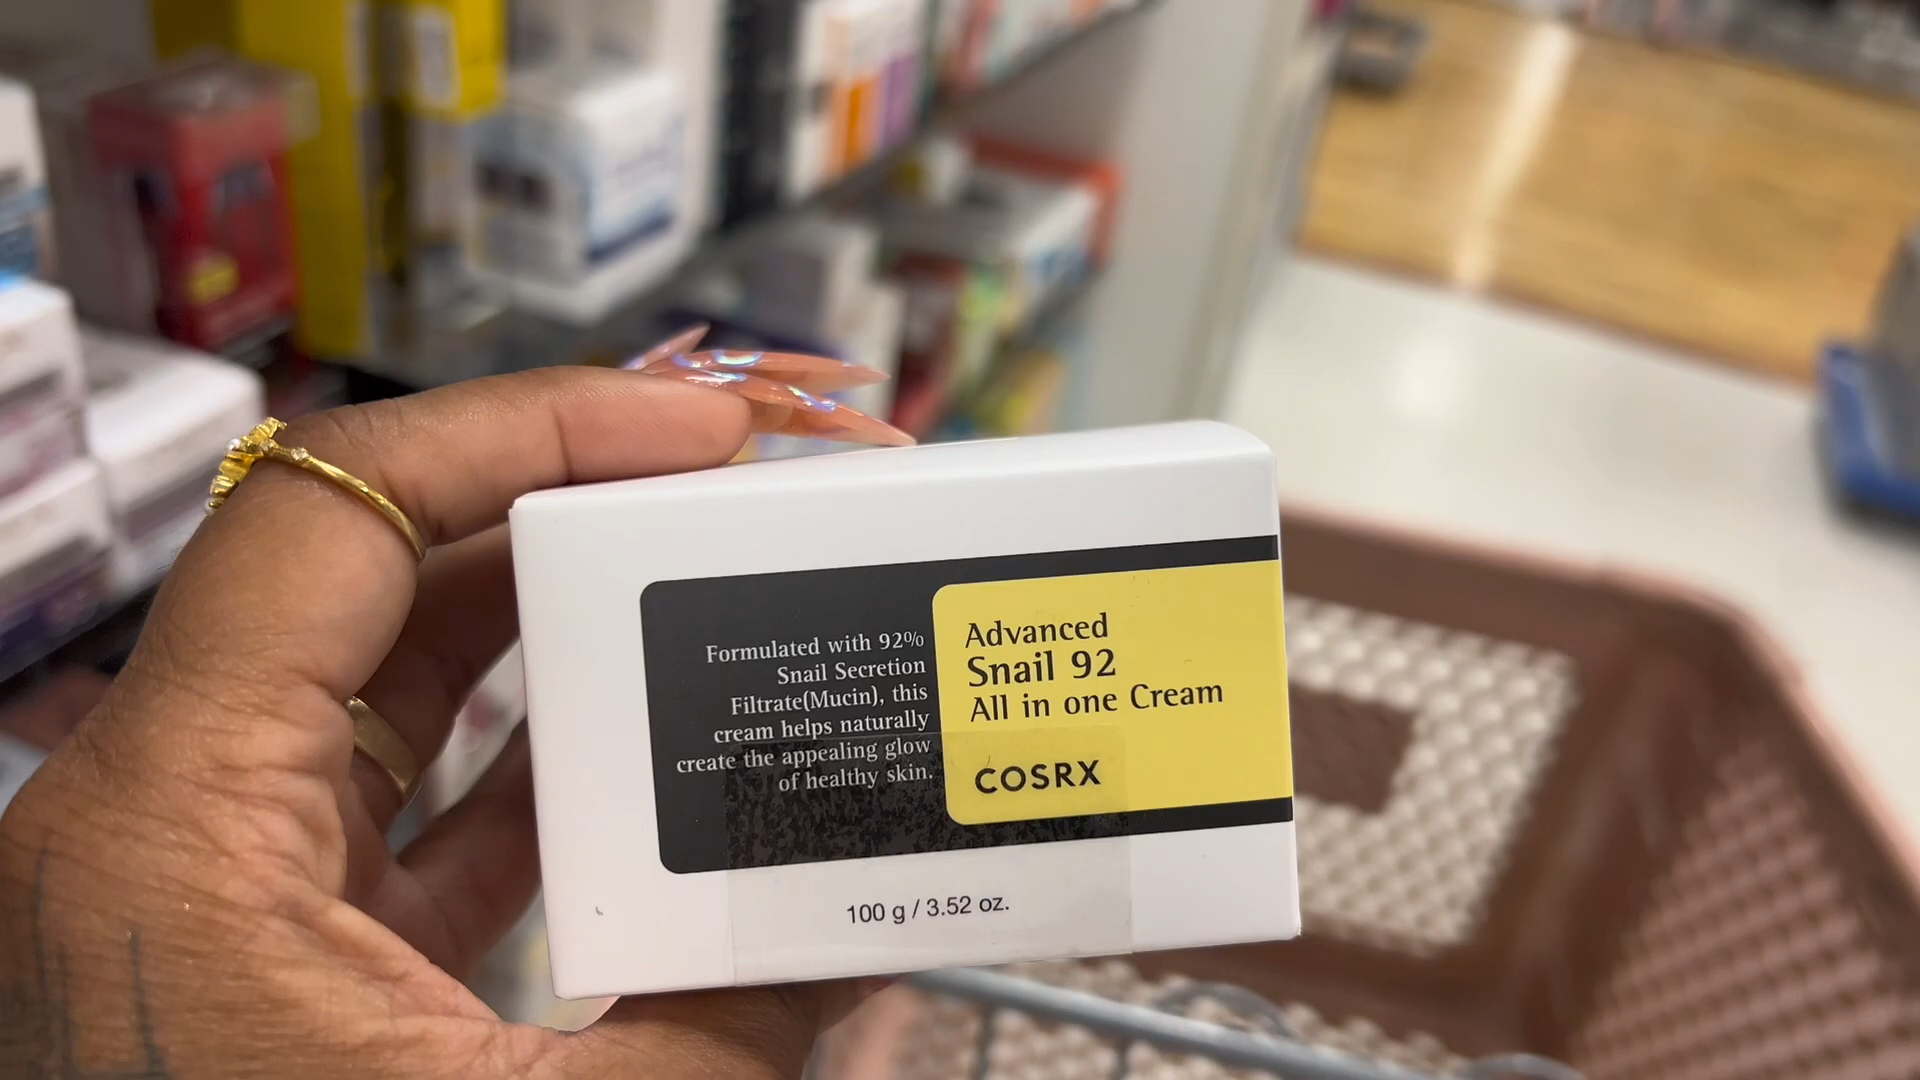 Formulated with 92%
Snail Secretion
Filtrate(Mucin), this
cream helps naturally
create the appealing glow
of healthy skin.
Advanced
Snail 92
All in one Cream
COSRX
100 g / 3.52 oz.